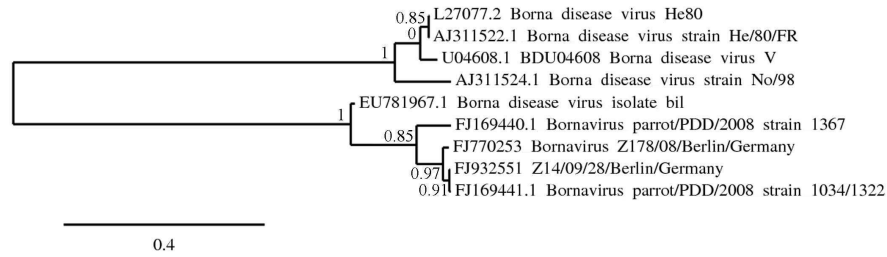 0.85
L27077.2 Borna disease virus He80
0
AJ311522.1 Borna disease virus strain He/80/FR
1
U04608.1 BDU04608 Borna disease virus V
AJ311524.1 Borna disease virus strain No/98
1
EU781967.1 Borna disease virus isolate bil
0.85
FJ169440.1 Bornavirus parrot/PDD/2008 strain 1367
FJ770253 Bornavirus Z178/08/Berlin/Germany
0.97
FJ932551 Z14/09/28/Berlin/Germany
0.91
FJ169441.1 Bornavirus parrot/PDD/2008 strain 1034/1322
0.4